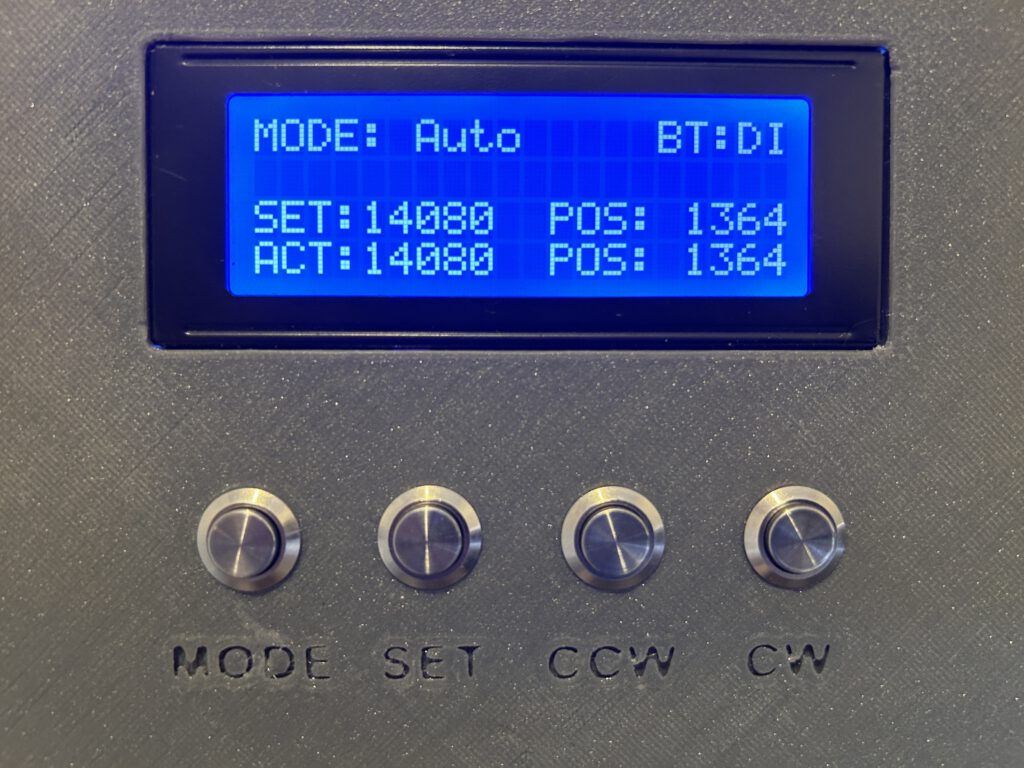 MODE: Auto BT:DI
SET:14080 POS: 1364
ACT:14080 POS: 1364
MODE SET CCW CW